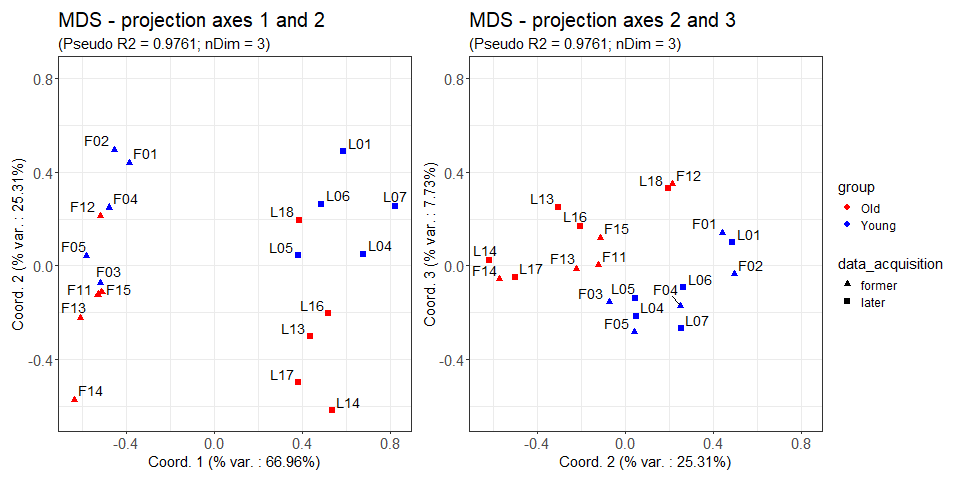 MDS - projection axes 1 and 2
(Pseudo R2 = 0.9761; nDim = 3)
Coord. 2 (% var. : 25.31%)
0.8
0.4
0.0
-0.4
F02
F01
L01
F04
L06
L07
F12
L18
F05
L05
L04
F03
F11
F15
F13
L16
L13
L17
F14
L14
-0.4
0.0
0.4
0.8
Coord. 1 (% var. : 66.96%)
MDS - projection axes 2 and 3
(Pseudo R2 = 0.9761; nDim = 3)
Coord. 3 (% var. : 7.73%)
0.8
0.4
0.0
-0.4
L18
F12
L13
L16
F15
F01
L01
L14
F13
F11
F14
L17
F02
L06
F03
L05
F04
L04
F05
L07
-0.4
0.0
0.4
0.8
Coord. 2 (% var. : 25.31%)
group
Old
Young
data_acquisition
former
later